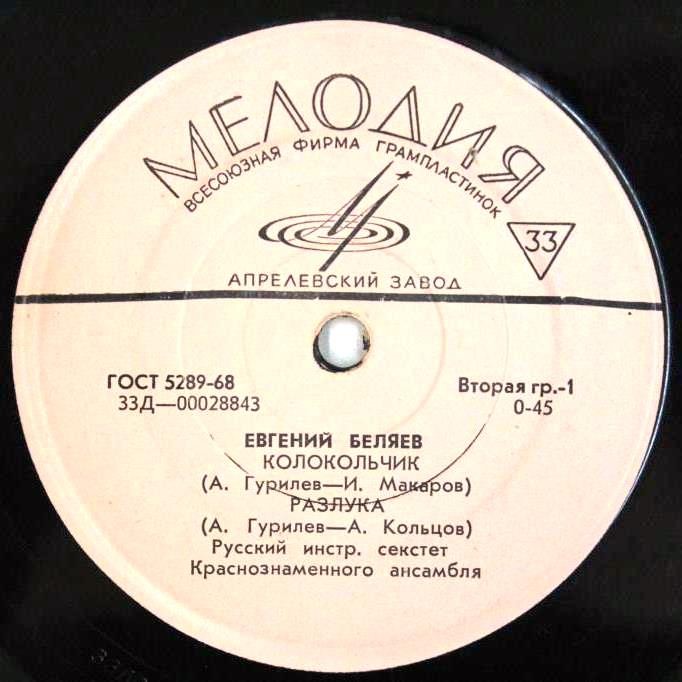 МЕЛОДИЯ
ВСЕСОЮЗНАЯ ФИРМА ГРАМПЛАСТИНОК
33
АПРЕЛЕВСКИЙ ЗАВОД
ГОСТ 5289-68
33Д—00028843
Вторая гр.-1
0-45
ЕВГЕНИЙ БЕЛЯЕВ
КОЛОКОЛЬЧИК
(А. Гурилев—И. Макаров)
РАЗЛУКА
(А. Гурилев—А. Кольцов)
Русский инстр. секстет
Краснознаменного ансамбля